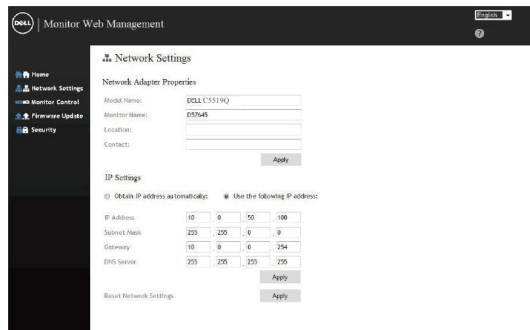 DELL | Monitor Web Management
English
Home
Network Settings
Monitor Control
Firmware Update
Security
Network Settings
Network Adapter Properties
Model Name: DELL C5519Q
Monitor Name: D57645
Location:
Contact:
Apply
IP Settings
Obtain IP address automatically: Use the following IP address:
IP Address 10 . 0 . 50 . 100
Subnet Mask 255 . 255 . 0 . 0
Gateway 10 . 0 . 0 . 254
DNS Server 255 . 255 . 255 . 255
Apply
Reset Network Settings Apply